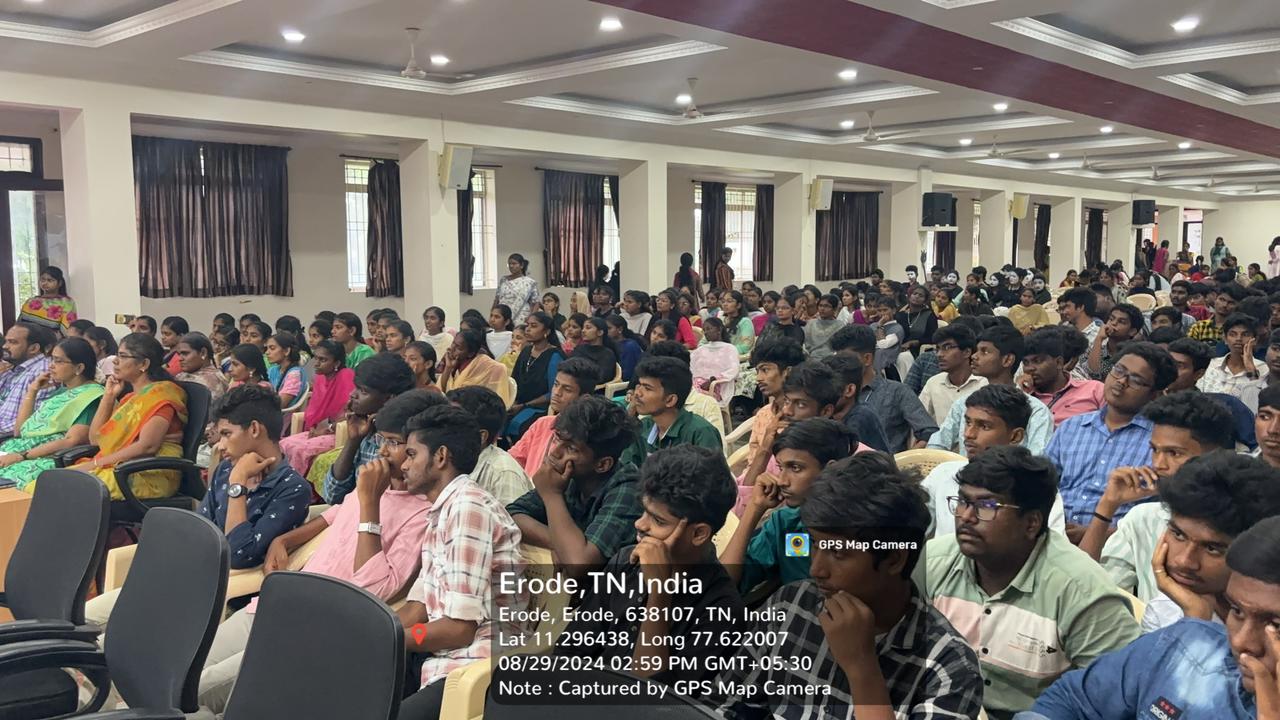 GPS Map Camera
Erode,TN,India
Erode, Erode, 638107, TN, India
Lat 11.296438, Long 77.622007
08/29/2024 02:59 PM GMT+05:30
Note : Captured by GPS Map Camera